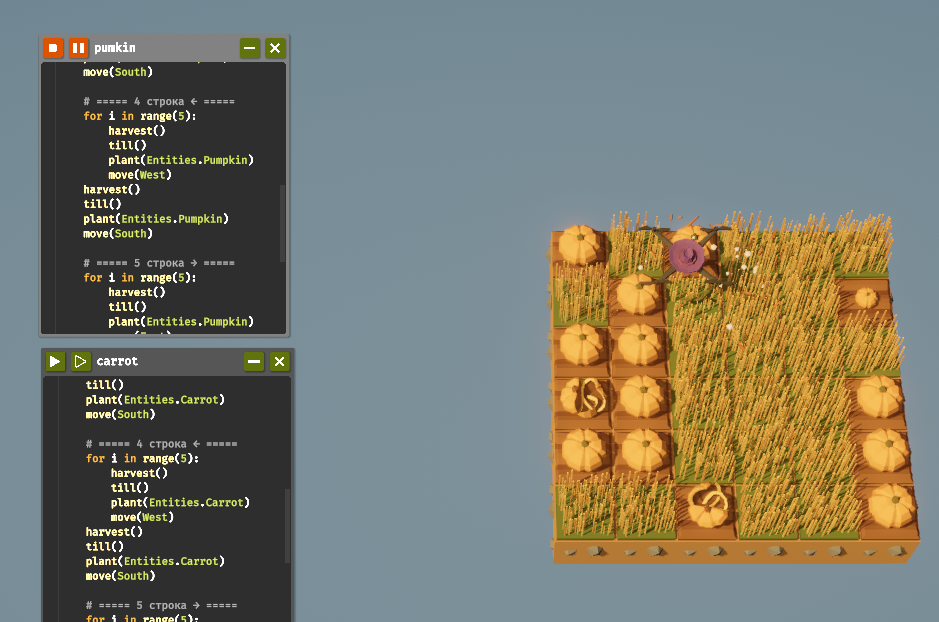 pumkin
move(South)
# ===== 4 строка ← =====
for i in range(5):
harvest()
till()
plant(Entities.Pumpkin)
move(West)
harvest()
till()
plant(Entities.Pumpkin)
move(South)
# ===== 5 строка → =====
for i in range(5):
harvest()
till()
plant(Entities.Pumpkin)
carrot
till()
plant(Entities.Carrot)
move(South)
# ===== 4 строка ← =====
for i in range(5):
harvest()
till()
plant(Entities.Carrot)
move(West)
harvest()
till()
plant(Entities.Carrot)
move(South)
# ===== 5 строка → =====
for i in range(5):